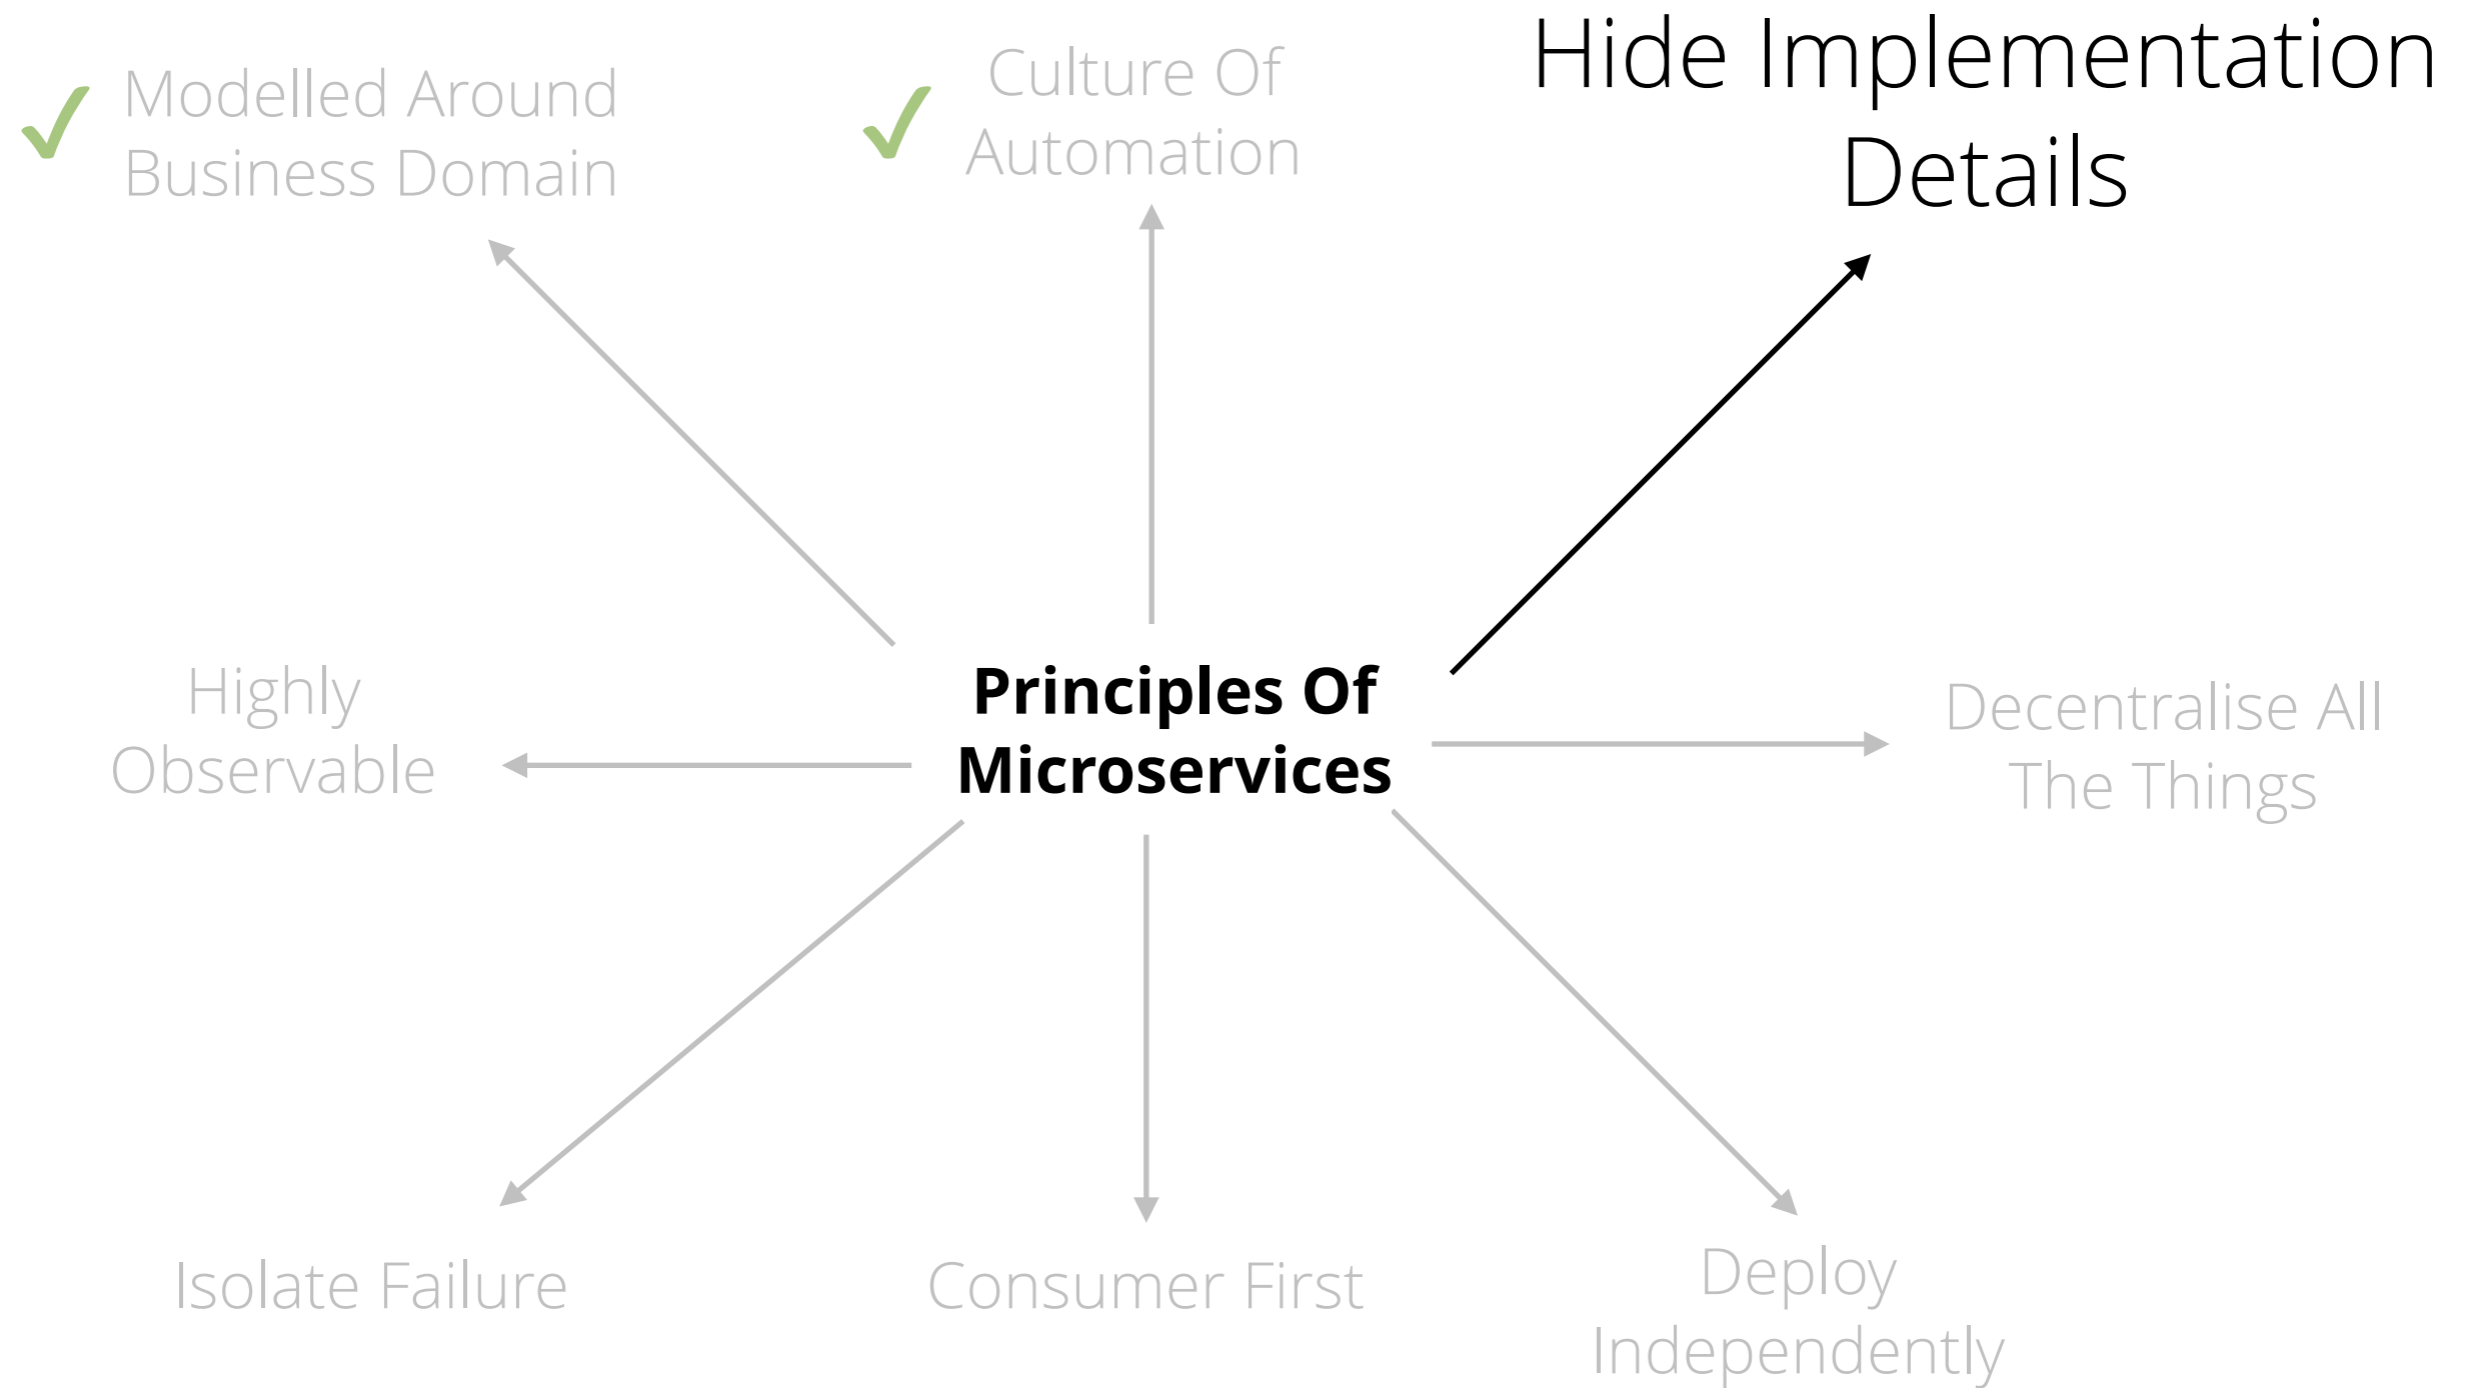 Modelled Around
Business Domain
Culture Of
Automation
Hide Implementation
Details
Highly
Observable
Principles Of
Microservices
Decentralise All
The Things
Isolate Failure
Consumer First
Deploy
Independently